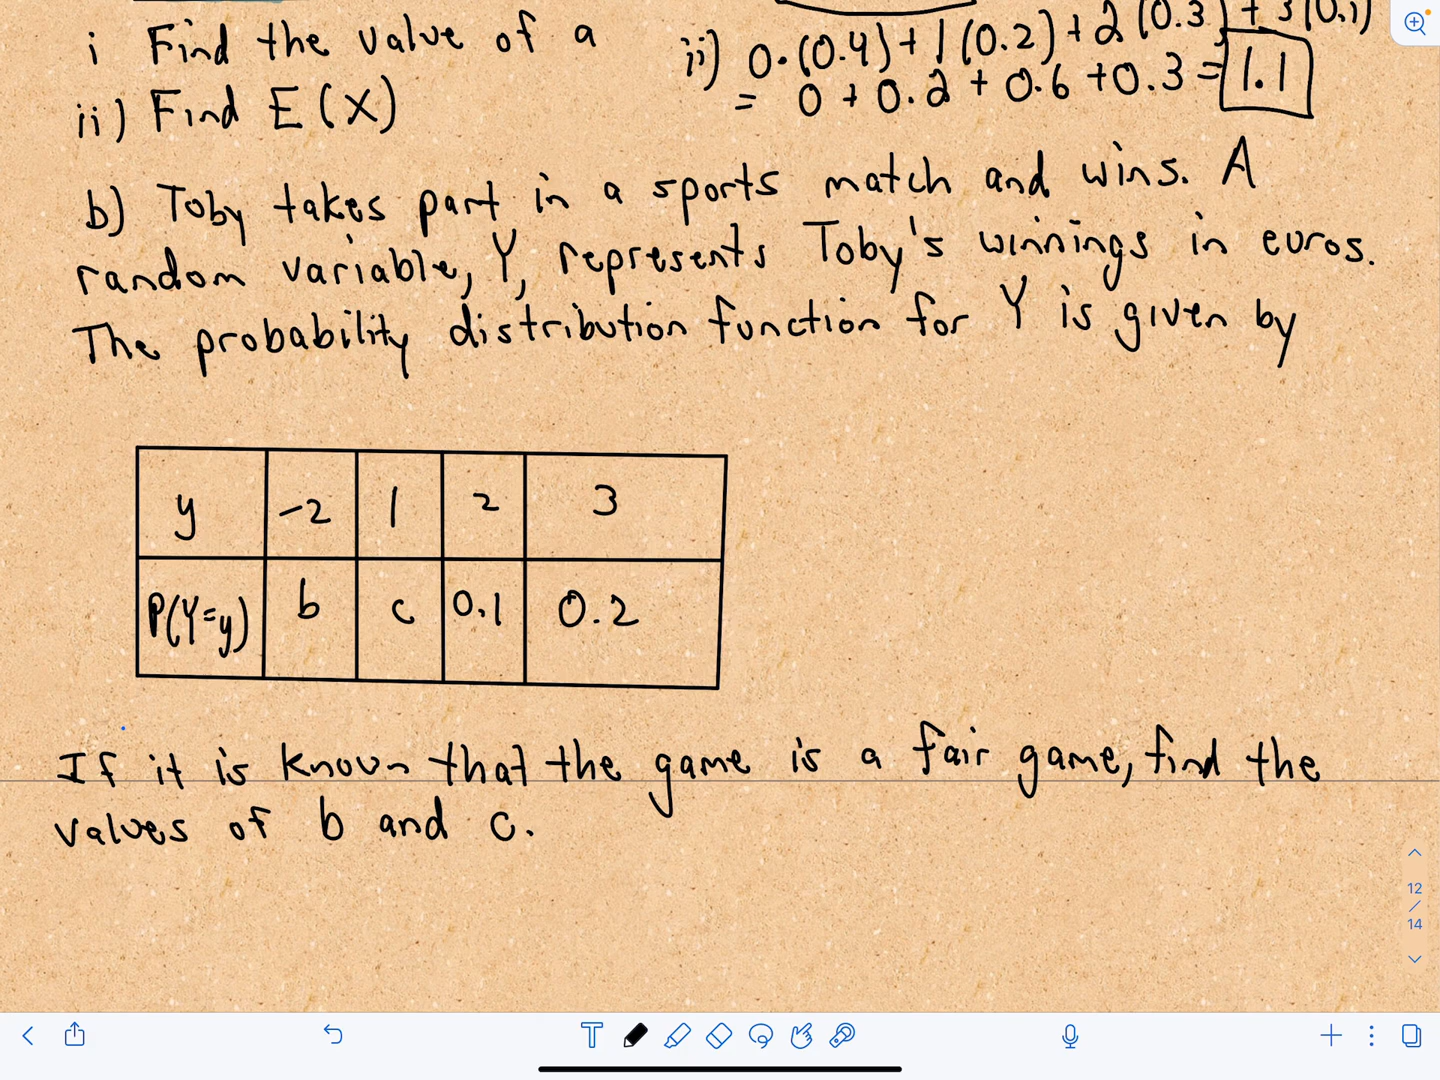 i Find the value of a
ii) 0·(0.4)+1(0.2)+2(0.3)+3(0.1)
= 0 + 0.2 + 0.6 +0.3 = 1.1
ii) Find E(X)
b) Toby takes part in a sports match and wins. A
random variable, Y, represents Toby's winnings in euros.
The probability distribution function for Y is given by
y -2 1 2 3
P(Y=y) b c 0.1 0.2
If it is known that the game is a fair game, find the
values of b and c.
12
/
14
T